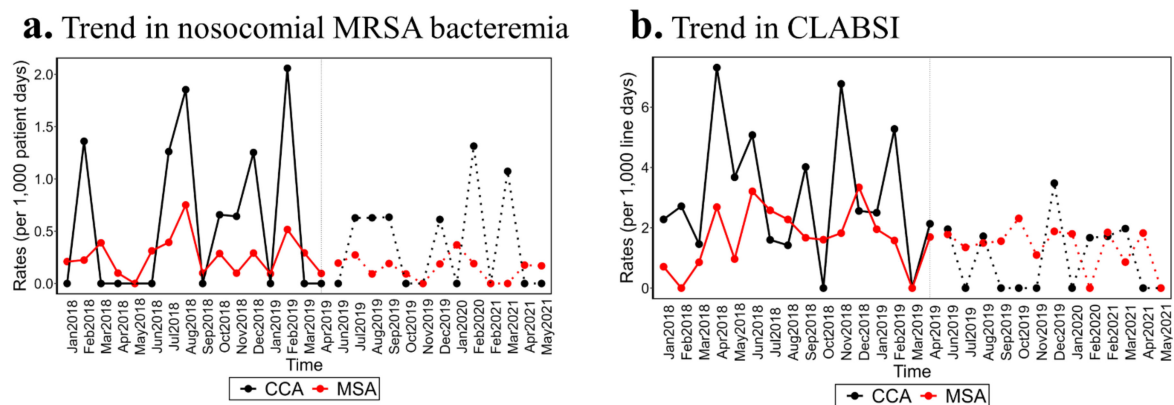 a. Trend in nosocomial MRSA bacteremia
Rates (per 1,000 patient days)
2.0
1.5
1.0
0.5
0.0
Jan2018
Feb2018
Mar2018
Apr2018
May2018
Jun2018
Jul2018
Aug2018
Sep2018
Oct2018
Nov2018
Dec2018
Jan2019
Feb2019
Mar2019
Apr2019
Jun2019
Jul2019
Aug2019
Sep2019
Oct2019
Nov2019
Dec2019
Jan2020
Feb2020
Feb2021
Mar2021
Apr2021
May2021
Time
CCA MSA
b. Trend in CLABSI
Rates (per 1,000 line days)
6
4
2
0
Jan2018
Feb2018
Mar2018
Apr2018
May2018
Jun2018
Jul2018
Aug2018
Sep2018
Oct2018
Nov2018
Dec2018
Jan2019
Feb2019
Mar2019
Apr2019
Jun2019
Jul2019
Aug2019
Sep2019
Oct2019
Nov2019
Dec2019
Jan2020
Feb2020
Feb2021
Mar2021
Apr2021
May2021
Time
CCA MSA